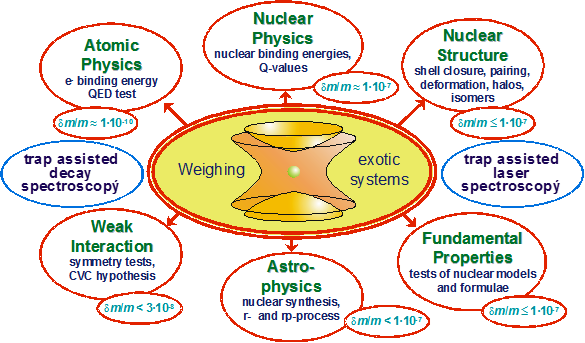 Atomic
Physics
e- binding energy
QED test
δm/m ≈ 1·10-10
Nuclear
Physics
nuclear binding energies,
Q-values
δm/m ≈ 1·10-7
Nuclear
Structure
shell closure, pairing,
deformation, halos,
isomers
δm/m ≤ 1·10-7
trap assisted
decay
spectroscopý
Weighing
exotic
systems
trap assisted
laser
spectroscopý
Weak
Interaction
symmetry tests,
CVC hypothesis
δm/m < 3·10-8
Astro-
physics
nuclear synthesis,
r- and rp-process
δm/m < 1·10-7
Fundamental
Properties
tests of nuclear models
and formulae
δm/m ≤ 1·10-7